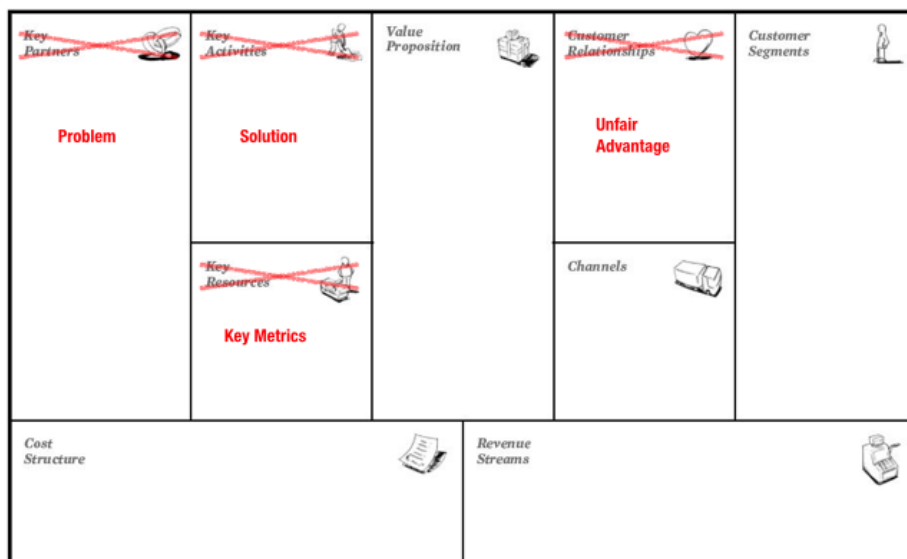 Key
Partners
Problem
Key
Activities
Solution
Key
Resources
Key Metrics
Value
Proposition
Customer
Relationships
Unfair
Advantage
Channels
Customer
Segments
Cost
Structure
Revenue
Streams